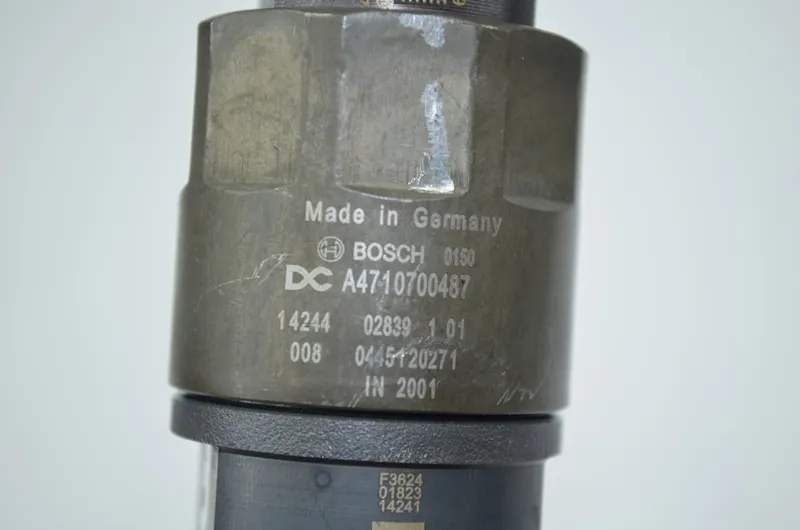 Made in Germany
BOSCH 0150
DC A4710700487
14244 02839 1 01
008 0445120271
IN 2001
F3624
01823
14241